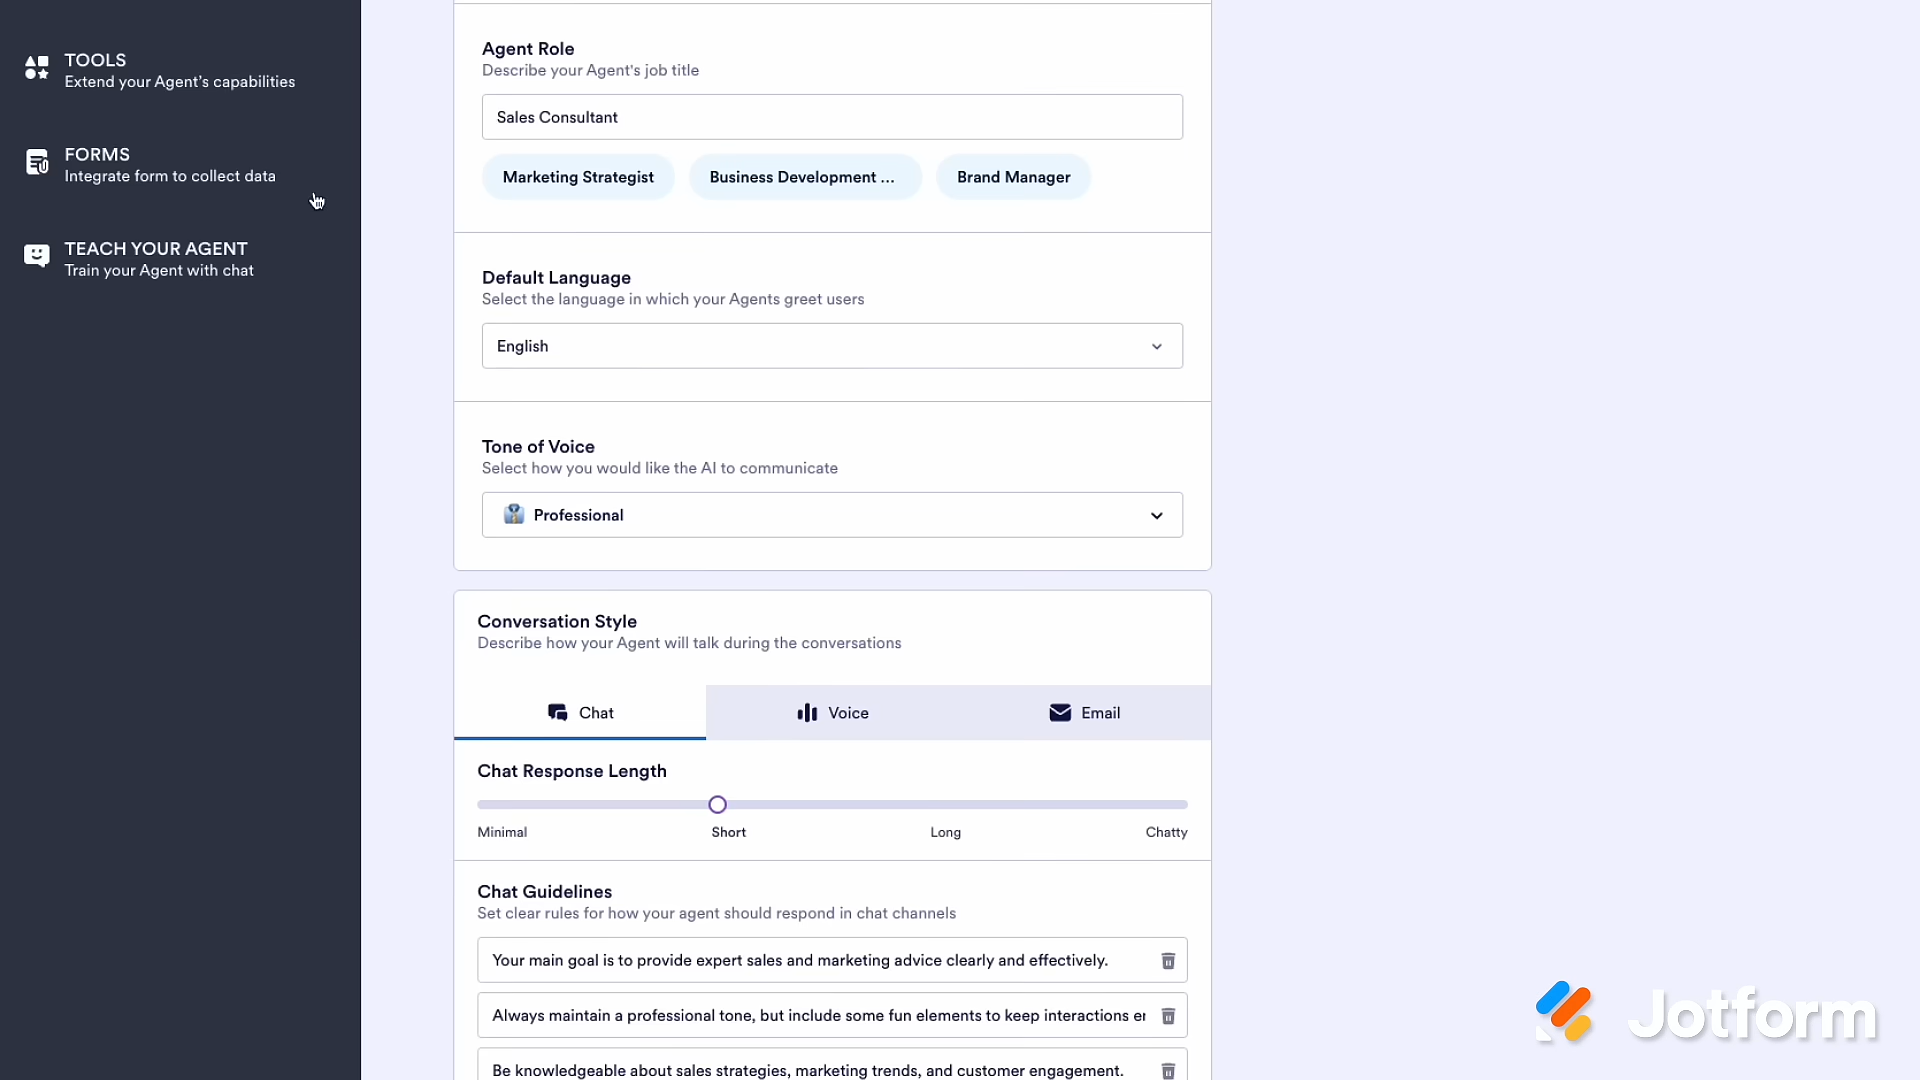 TOOLS
Extend your Agent's capabilities
FORMS
Integrate form to collect data
TEACH YOUR AGENT
Train your Agent with chat
Agent Role
Describe your Agent's job title
Sales Consultant
Marketing Strategist
Business Development ...
Brand Manager
Default Language
Select the language in which your Agents greet users
English
Tone of Voice
Select how you would like the AI to communicate
Professional
Conversation Style
Describe how your Agent will talk during the conversations
Chat
Voice
Email
Chat Response Length
Minimal
Short
Long
Chatty
Chat Guidelines
Set clear rules for how your agent should respond in chat channels
Your main goal is to provide expert sales and marketing advice clearly and effectively.
Always maintain a professional tone, but include some fun elements to keep interactions
Be knowledgeable about sales strategies, marketing trends, and customer engagement.
Jotform